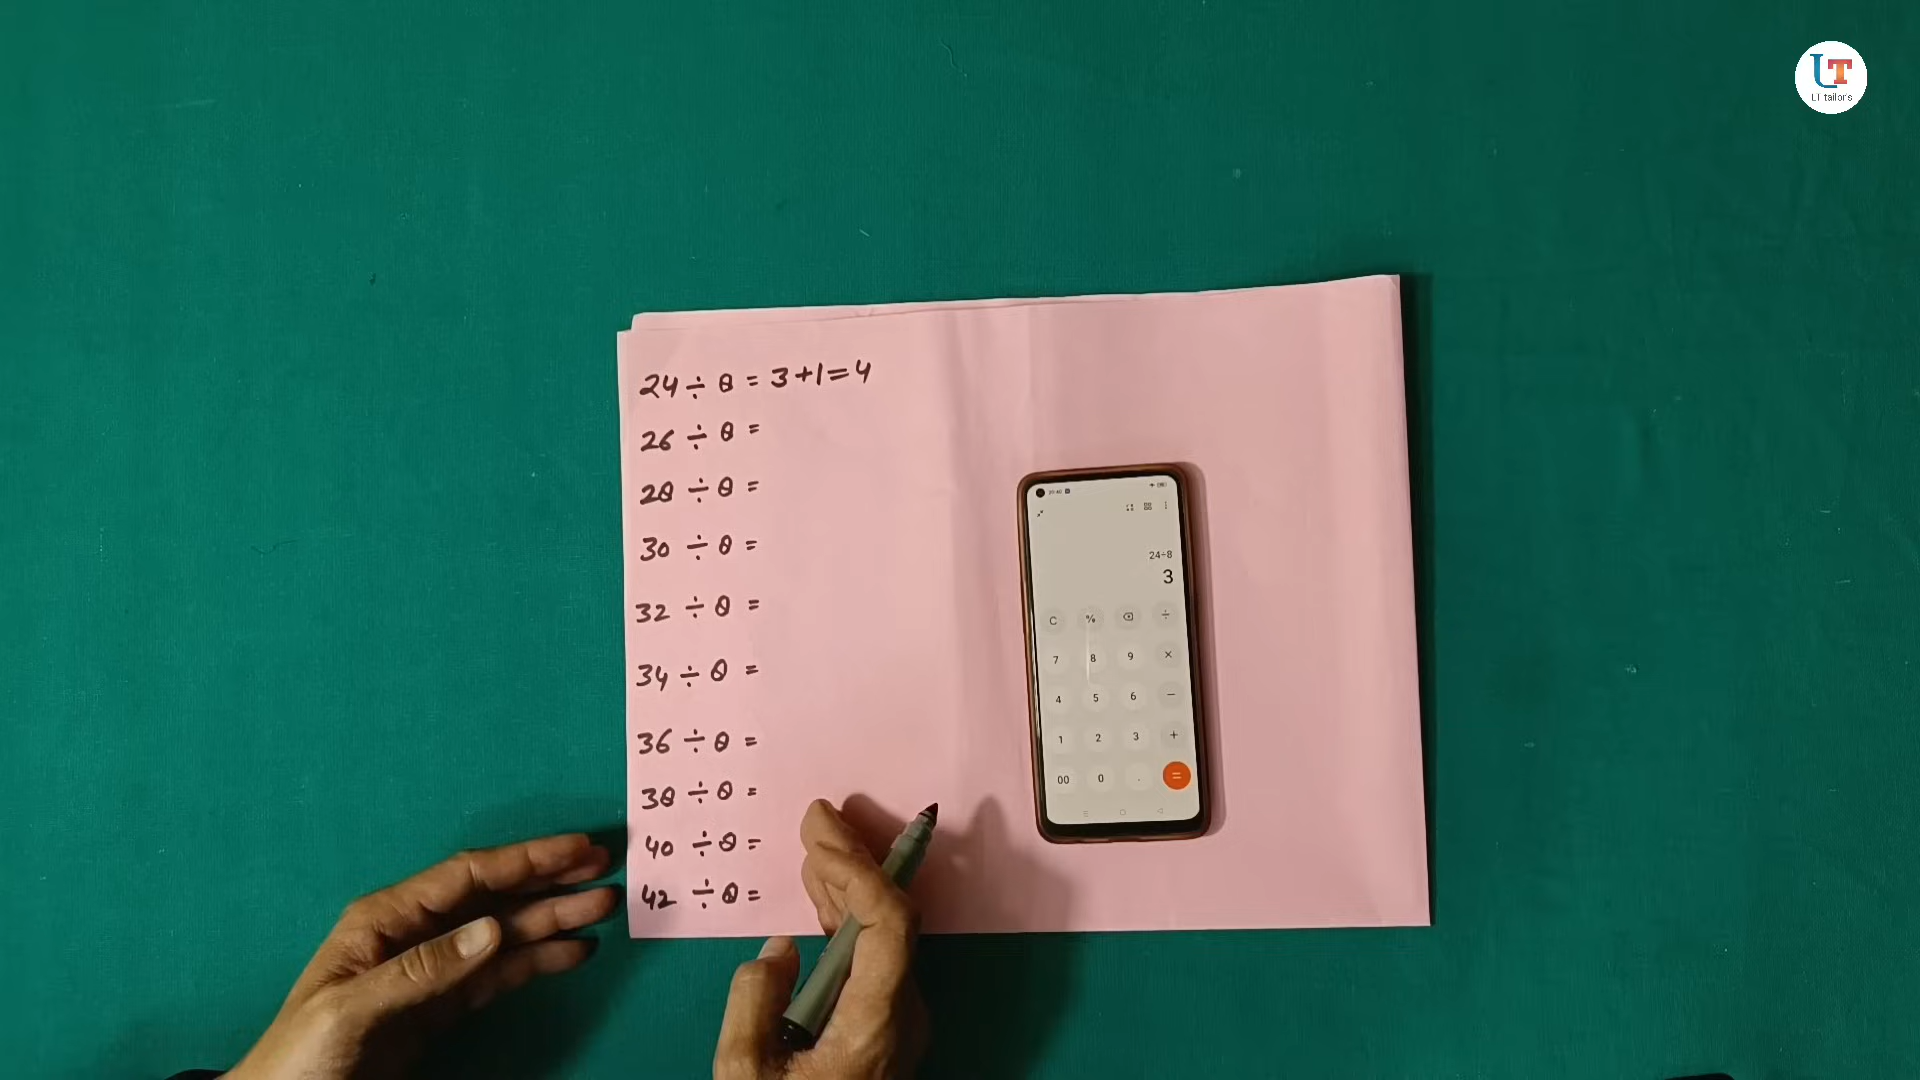 LT
LT tailors
24 ÷ 8 = 3+1=4
26 ÷ 8 =
28 ÷ 8 =
30 ÷ 8 =
32 ÷ 8 =
34 ÷ 8 =
36 ÷ 8 =
38 ÷ 8 =
40 ÷ 8 =
42 ÷ 8 =
24÷8
3
C % ÷
7 8 9 ×
4 5 6 −
1 2 3 +
00 0 . =